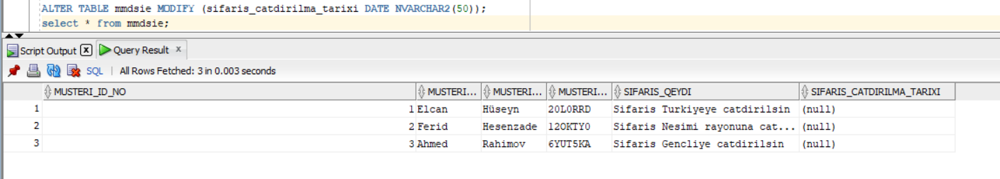 ALTER TABLE mmdsie MODIFY (sifaris_catdirilma_tarixi DATE NVARCHAR2(50));
select * from mmdsie;
Script Output x Query Result x
SQL | All Rows Fetched: 3 in 0.003 seconds
MUSTERI_ID_NO MUSTERI... MUSTERI... MUSTERI... SIFARIS_QEYDI SIFARIS_CATDIRILMA_TARIXI
1 1 Elcan Hüseyn 20L0RRD Sifaris Turkiyeye catdirilsin (null)
2 2 Ferid Hesenzade 12OKTY0 Sifaris Nesimi rayonuna cat... (null)
3 3 Ahmed Rahimov 6YUT5KA Sifaris Gencliye catdirilsin (null)